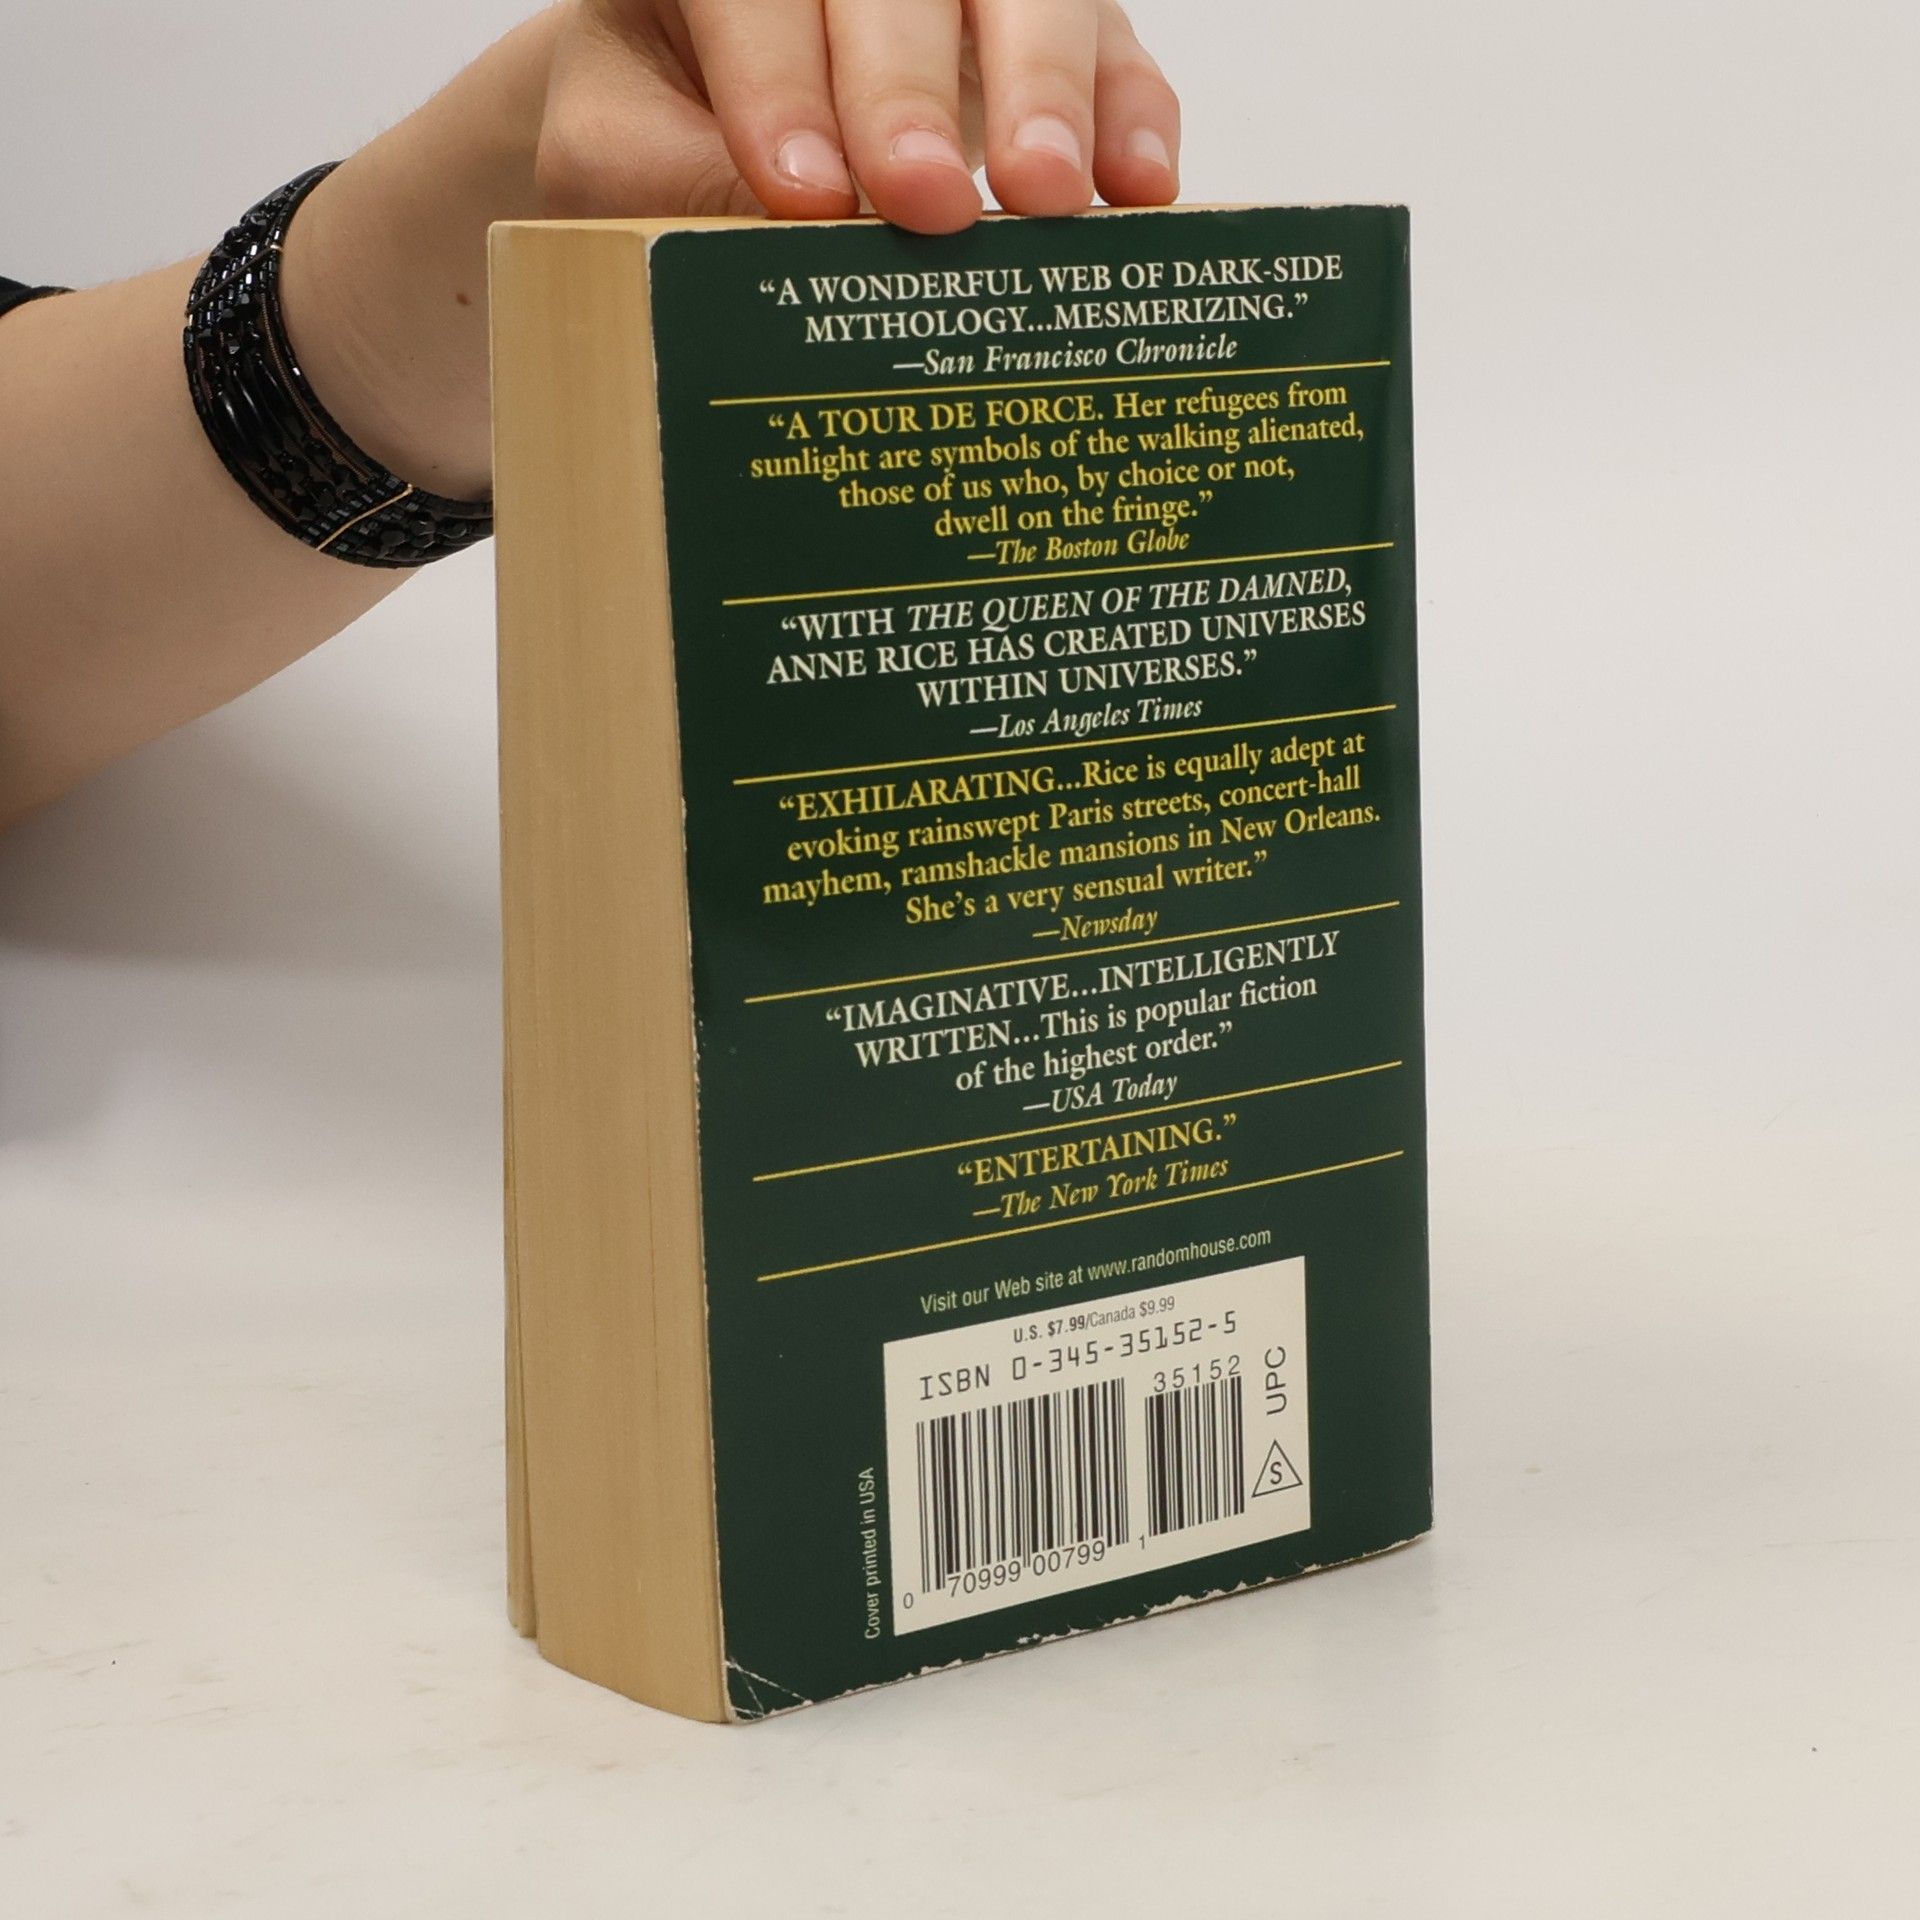 “A WONDERFUL WEB OF DARK-SIDE
MYTHOLOGY...MESMERIZING.”
—San Francisco Chronicle
“A TOUR DE FORCE. Her refugees from
sunlight are symbols of the walking alienated,
those of us who, by choice or not,
dwell on the fringe.”
—The Boston Globe
“WITH THE QUEEN OF THE DAMNED,
ANNE RICE HAS CREATED UNIVERSES
WITHIN UNIVERSES.”
—Los Angeles Times
“EXHILARATING...Rice is equally adept at
evoking rainswept Paris streets, concert-hall
mayhem, ramshackle mansions in New Orleans.
She’s a very sensual writer.”
—Newsday
“IMAGINATIVE...INTELLIGENTLY
WRITTEN...This is popular fiction
of the highest order.”
—USA Today
“ENTERTAINING.”
—The New York Times
Visit our Web site at www.randomhouse.com
U.S. $7.99/Canada $9.99
ISBN 0-345-35152-5
35152
UPC
S
0 70999 00799 1
Cover printed in USA